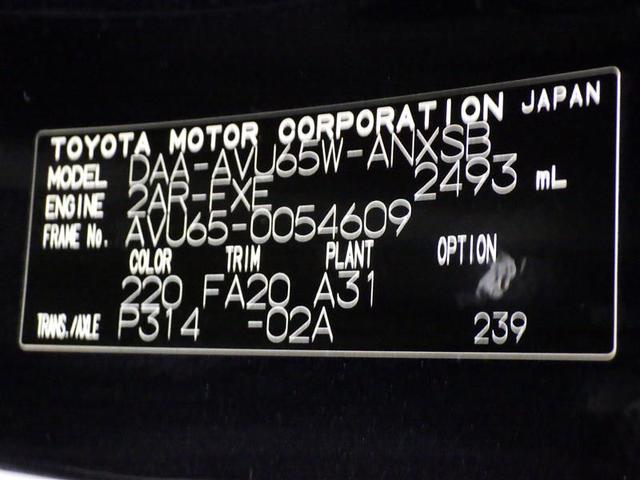 TOYOTA MOTOR CORPORATION JAPAN
MODEL DAA-AVU65W-ANXSB
ENGINE 2AR-FXE 2493 mL
FRAME No. AVU65-0054609
COLOR TRIM PLANT OPTION
220 FA20 A31
TRANS./AXLE P314 -02A 239